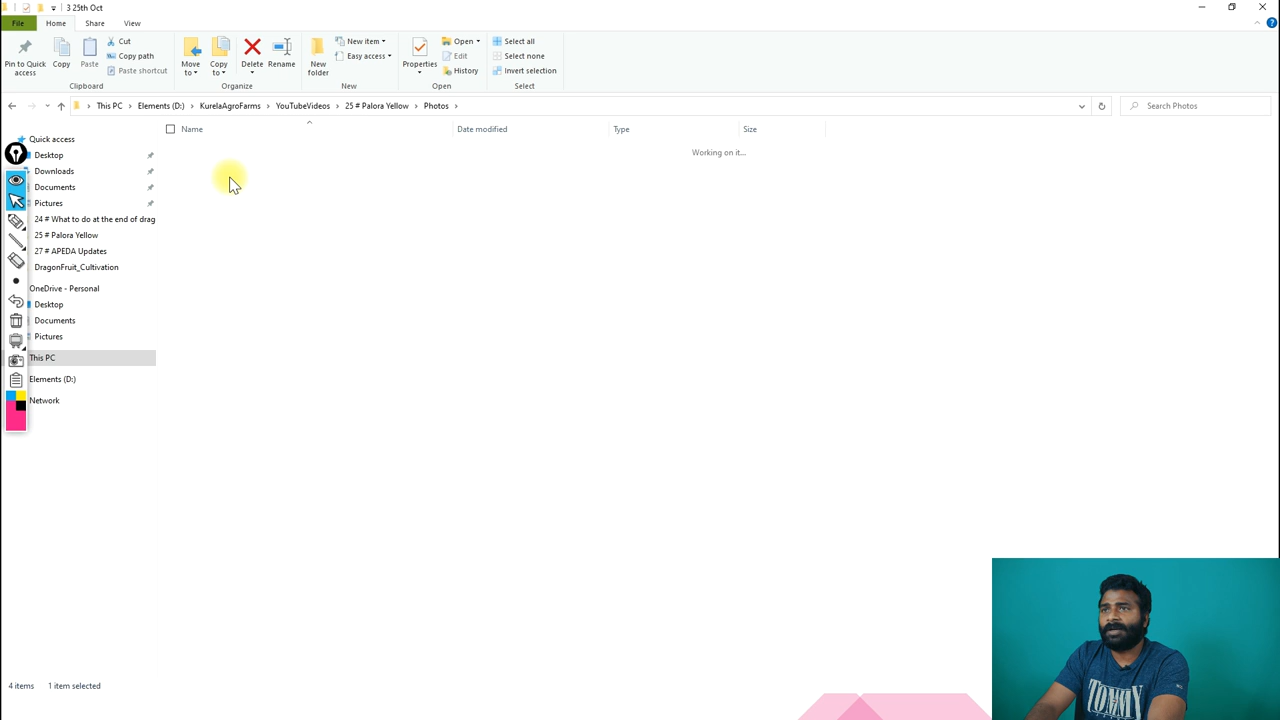 3 25th Oct
File Home Share View
Pin to Quick access
Copy
Paste
Cut
Copy path
Paste shortcut
Clipboard
Move to
Copy to
Delete
Rename
Organize
New folder
New item
Easy access
New
Properties
Open
Edit
History
Open
Select all
Select none
Invert selection
Select
This PC > Elements (D:) > KurelaAgroFarms > YouTubeVideos > 25 # Palora Yellow > Photos >
Search Photos
Name Date modified Type Size
Working on it...
Quick access
Desktop
Downloads
Documents
Pictures
24 # What to do at the end of drag
25 # Palora Yellow
27 # APEDA Updates
DragonFruit_Cultivation
OneDrive - Personal
Desktop
Documents
Pictures
This PC
Elements (D:)
Network
4 items 1 item selected
TOMMY